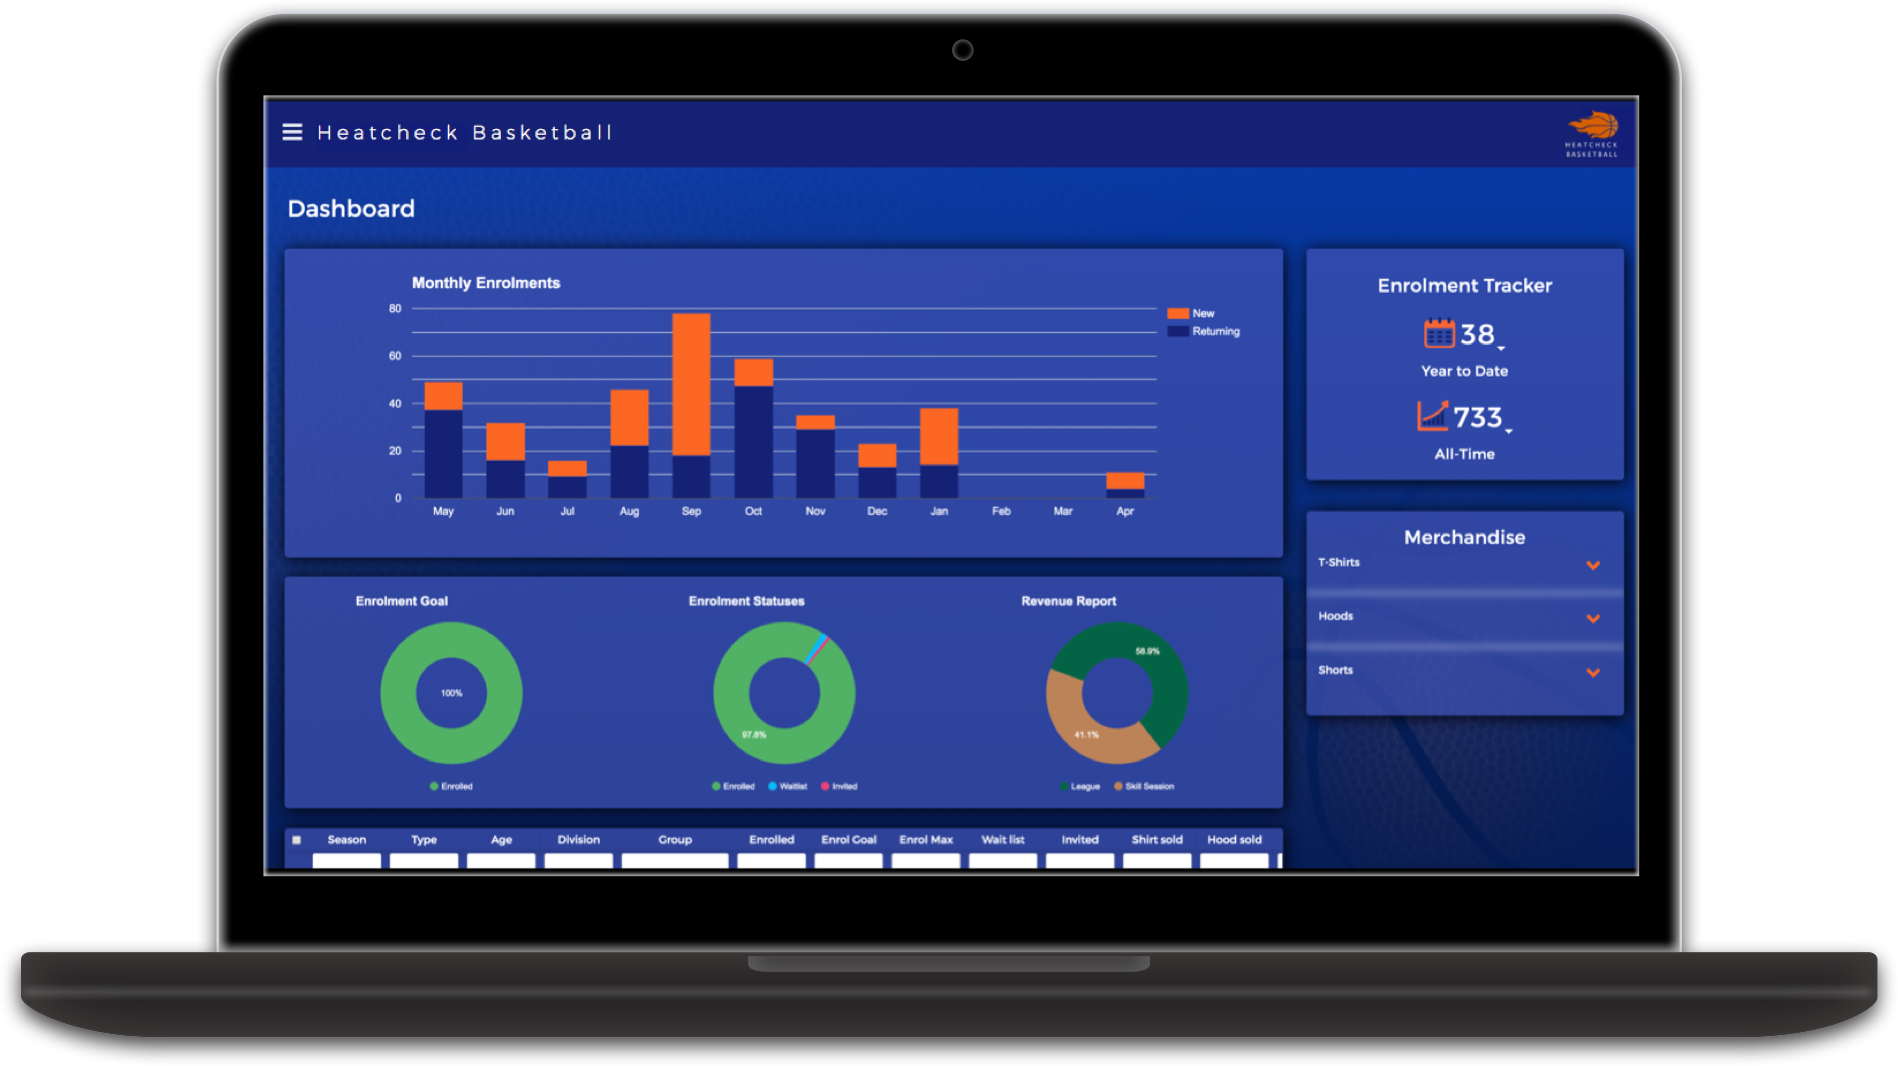 Heatcheck Basketball
HEATCHECK
BASKETBALL
Dashboard
Monthly Enrolments
80
60
40
20
0
May Jun Jul Aug Sep Oct Nov Dec Jan Feb Mar Apr
New
Returning
Enrolment Tracker
38
Year to Date
733
All-Time
Merchandise
T-Shirts
Hoods
Shorts
Enrolment Goal
100%
Enrolled
Enrolment Statuses
97.8%
Enrolled Waitlist Invited
Revenue Report
58.9%
41.1%
League Skill Session
Season Type Age Division Group Enrolled Enrol Goal Enrol Max Wait list Invited Shirt sold Hood sold